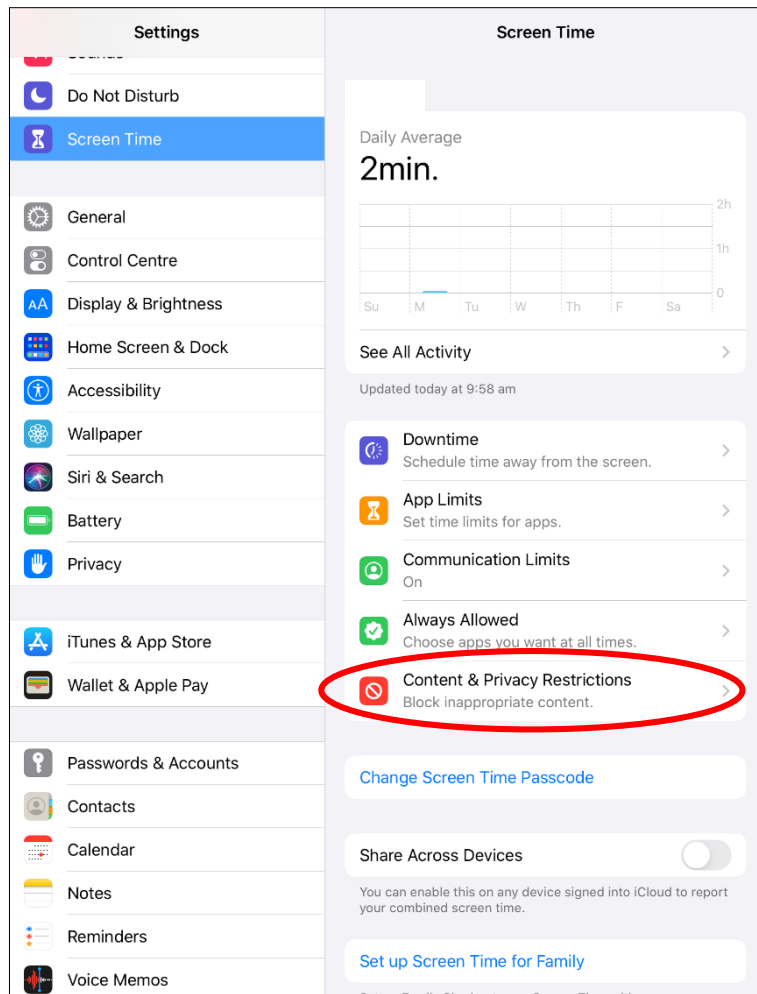 Settings
Do Not Disturb
Screen Time
General
Control Centre
AA Display & Brightness
Home Screen & Dock
Accessibility
Wallpaper
Siri & Search
Battery
Privacy
iTunes & App Store
Wallet & Apple Pay
Passwords & Accounts
Contacts
Calendar
Notes
Reminders
Voice Memos
Screen Time
Daily Average
2min.
2h
1h
0
Su M Tu W Th F Sa
See All Activity
Updated today at 9:58 am
Downtime
Schedule time away from the screen.
App Limits
Set time limits for apps.
Communication Limits
On
Always Allowed
Choose apps you want at all times.
Content & Privacy Restrictions
Block inappropriate content.
Change Screen Time Passcode
Share Across Devices
You can enable this on any device signed into iCloud to report
your combined screen time.
Set up Screen Time for Family